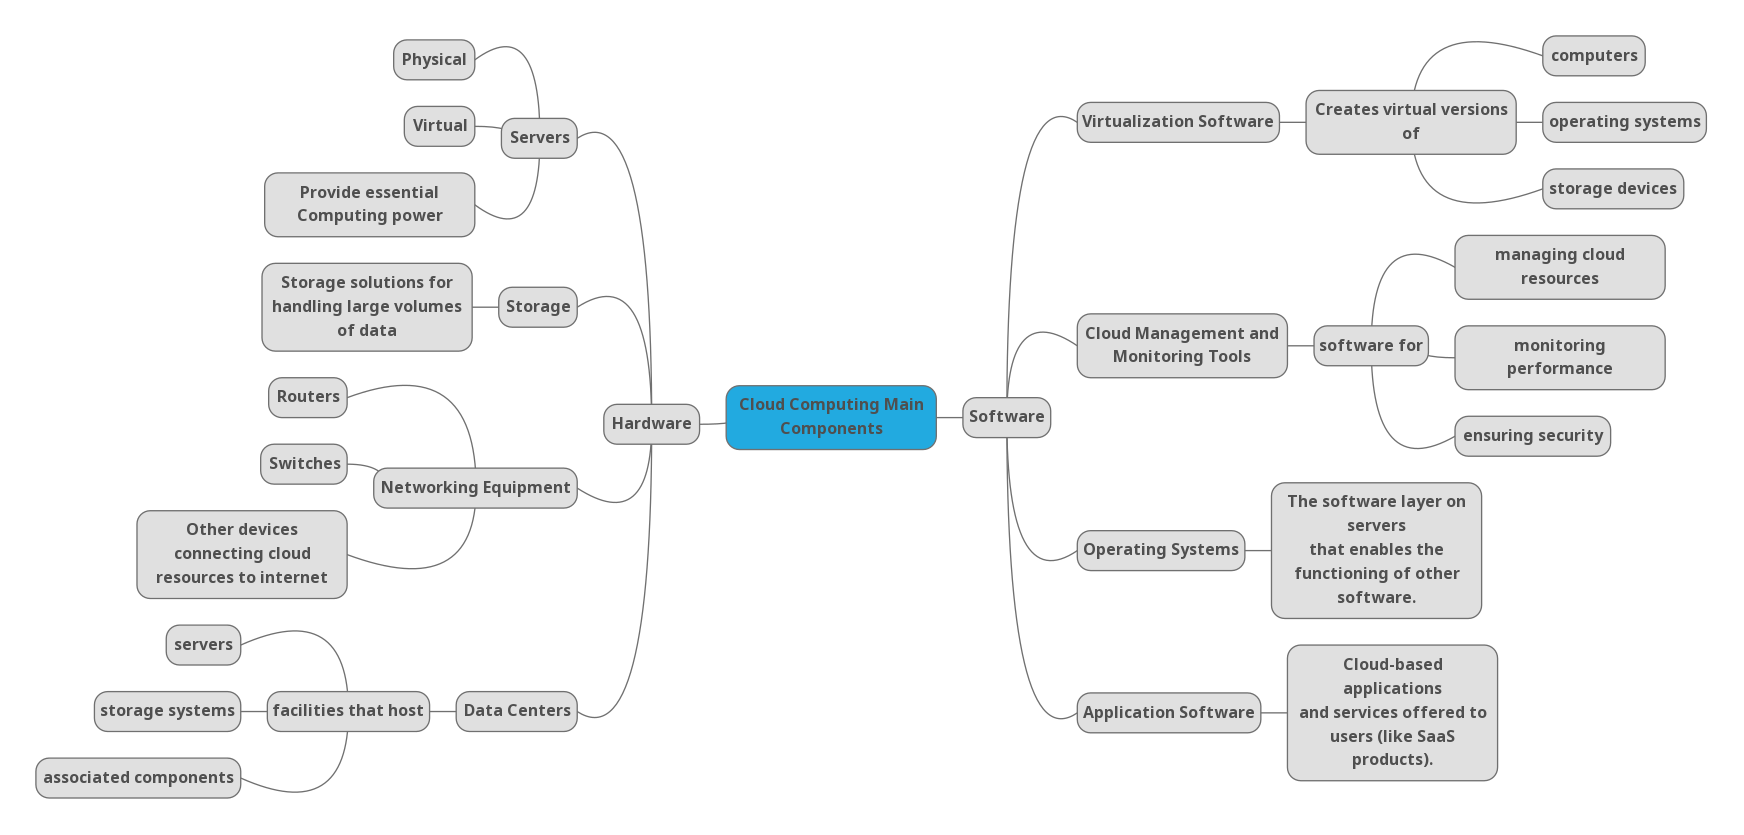 Cloud Computing Main
Components
Hardware
Servers
Physical
Virtual
Provide essential
Computing power
Storage
Storage solutions for
handling large volumes
of data
Networking Equipment
Routers
Switches
Other devices
connecting cloud
resources to internet
Data Centers
facilities that host
servers
storage systems
associated components
Software
Virtualization Software
Creates virtual versions
of
computers
operating systems
storage devices
Cloud Management and
Monitoring Tools
software for
managing cloud
resources
monitoring
performance
ensuring security
Operating Systems
The software layer on
servers
that enables the
functioning of other
software.
Application Software
Cloud-based
applications
and services offered to
users (like SaaS
products).